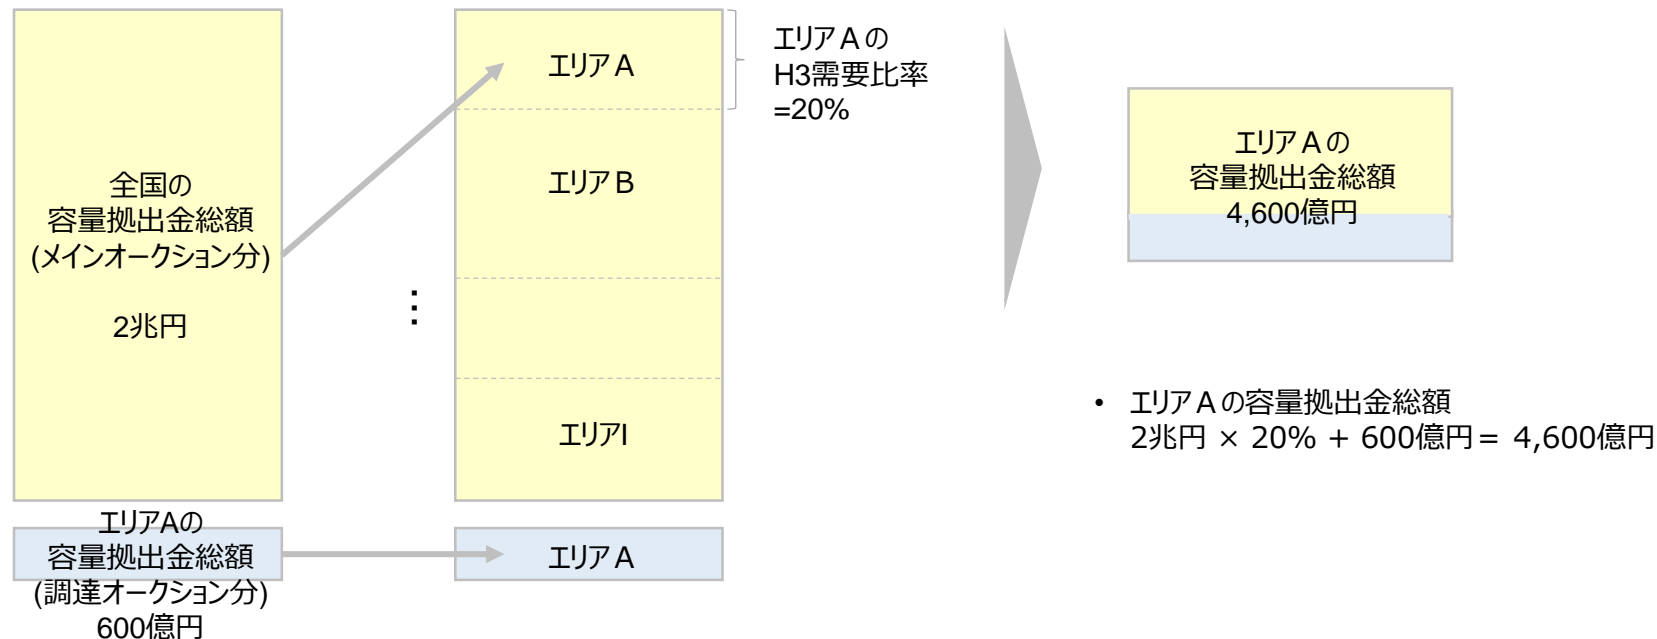 全国の
容量拠出金総額
(メインオークション分)
2兆円
エリアAの
容量拠出金総額
(調達オークション分)
600億円
⋮
エリアA
エリアB
エリアI
エリアA
エリアAの
H3需要比率
=20%
エリアAの
容量拠出金総額
4,600億円
• エリアAの容量拠出金総額
2兆円 × 20% + 600億円= 4,600億円